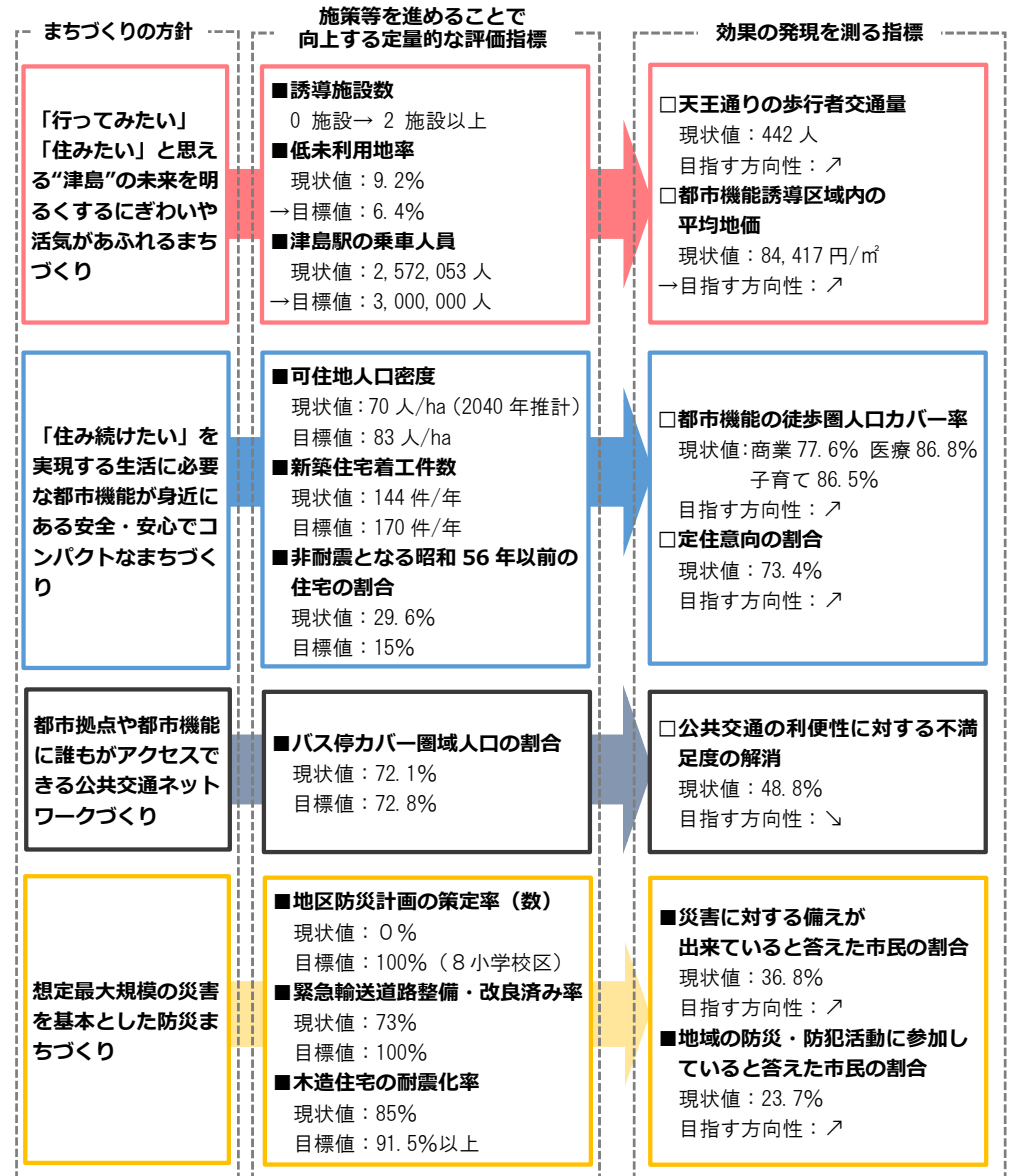 まちづくりの方針
施策等を進めることで
向上する定量的な評価指標
効果の発現を測る指標
「行ってみたい」
「住みたい」と思え
る“津島”の未来を明
るくするにぎわいや
活気があふれるまち
づくり
■誘導施設数
0 施設→ 2 施設以上
■低未利用地率
現状値：9.2%
→目標値：6.4%
■津島駅の乗車人員
現状値：2,572,053 人
→目標値：3,000,000 人
□天王通りの歩行者交通量
現状値：442 人
目指す方向性：↗
□都市機能誘導区域内の
平均地価
現状値：84,417 円/㎡
→目指す方向性：↗
「住み続けたい」を
実現する生活に必要
な都市機能が身近に
ある安全・安心でコ
ンパクトなまちづく
り
■可住地人口密度
現状値：70 人/ha（2040 年推計）
目標値：83 人/ha
■新築住宅着工件数
現状値：144 件/年
目標値：170 件/年
■非耐震となる昭和 56 年以前の
住宅の割合
現状値：29.6%
目標値：15%
□都市機能の徒歩圏人口カバー率
現状値：商業 77.6% 医療 86.8%
子育て 86.5%
目指す方向性：↗
□定住意向の割合
現状値：73.4%
目指す方向性：↗
都市拠点や都市機能
に誰もがアクセスで
きる公共交通ネット
ワークづくり
■バス停カバー圏域人口の割合
現状値：72.1%
目標値：72.8%
□公共交通の利便性に対する不満
足度の解消
現状値：48.8%
目指す方向性：↘
想定最大規模の災害
を基本とした防災ま
ちづくり
■地区防災計画の策定率（数）
現状値：０%
目標値：100%（８小学校区）
■緊急輸送道路整備・改良済み率
現状値：73%
目標値：100%
■木造住宅の耐震化率
現状値：85%
目標値：91.5%以上
■災害に対する備えが
出来ていると答えた市民の割合
現状値：36.8%
目指す方向性：↗
■地域の防災・防犯活動に参加し
ていると答えた市民の割合
現状値：23.7%
目指す方向性：↗